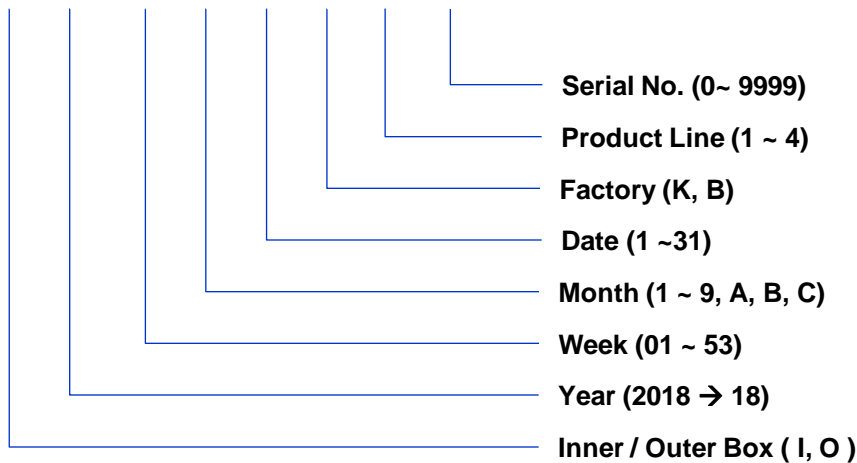 Serial No. (0~ 9999)
Product Line (1 ~ 4)
Factory (K, B)
Date (1 ~31)
Month (1 ~ 9, A, B, C)
Week (01 ~ 53)
Year (2018 → 18)
Inner / Outer Box ( I, O )